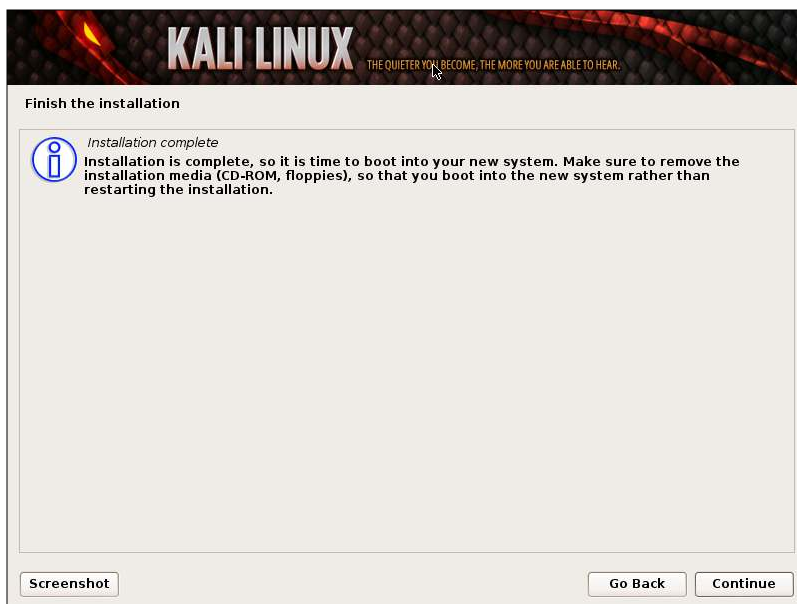 KALI LINUX
THE QUIETER YOU BECOME, THE MORE YOU ARE ABLE TO HEAR.
Finish the installation
Installation complete
Installation is complete, so it is time to boot into your new system. Make sure to remove the
installation media (CD-ROM, floppies), so that you boot into the new system rather than
restarting the installation.
Screenshot
Go Back
Continue